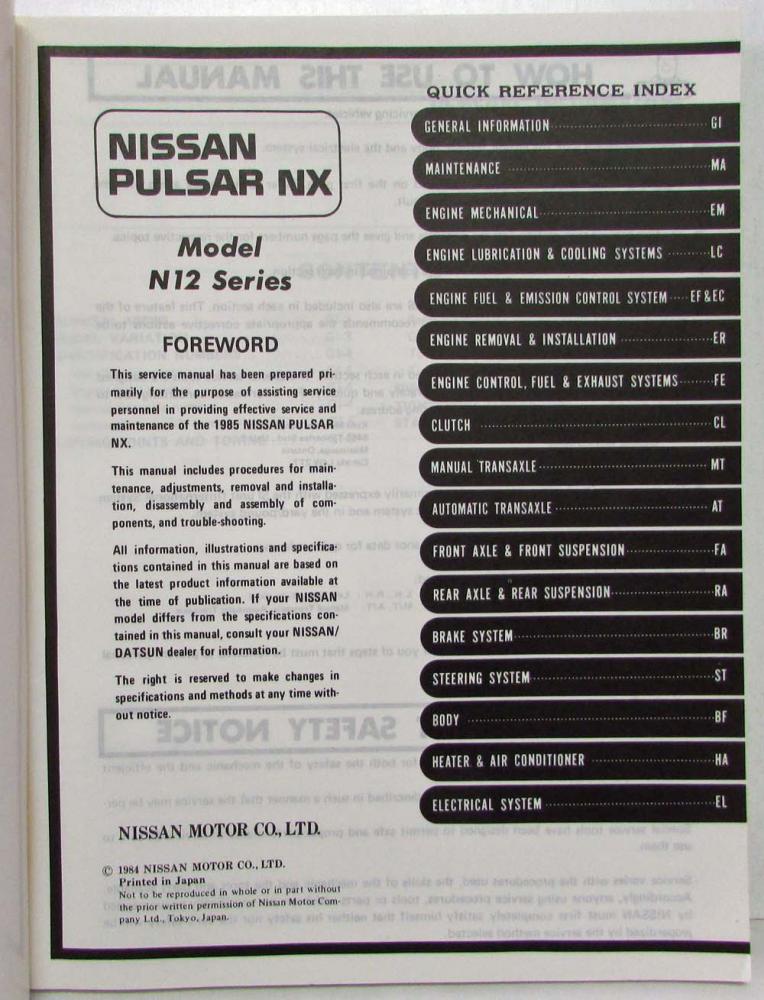 NISSAN
PULSAR NX
Model
N12 Series
FOREWORD
This service manual has been prepared pri-
marily for the purpose of assisting service
personnel in providing effective service and
maintenance of the 1985 NISSAN PULSAR
NX.
This manual includes procedures for main-
tenance, adjustments, removal and installa-
tion, disassembly and assembly of com-
ponents, and trouble-shooting.
All information, illustrations and specifica-
tions contained in this manual are based on
the latest product information available at
the time of publication. If your NISSAN
model differs from the specifications con-
tained in this manual, consult your NISSAN/
DATSUN dealer for information.
The right is reserved to make changes in
specifications and methods at any time with-
out notice.
NISSAN MOTOR CO., LTD.
© 1984 NISSAN MOTOR CO., LTD.
Printed in Japan
Not to be reproduced in whole or in part without
the prior written permission of Nissan Motor Com-
pany Ltd., Tokyo, Japan.
QUICK REFERENCE INDEX
GENERAL INFORMATION GI
MAINTENANCE MA
ENGINE MECHANICAL EM
ENGINE LUBRICATION & COOLING SYSTEMS LC
ENGINE FUEL & EMISSION CONTROL SYSTEM EF & EC
ENGINE REMOVAL & INSTALLATION ER
ENGINE CONTROL, FUEL & EXHAUST SYSTEMS FE
CLUTCH CL
MANUAL TRANSAXLE MT
AUTOMATIC TRANSAXLE AT
FRONT AXLE & FRONT SUSPENSION FA
REAR AXLE & REAR SUSPENSION RA
BRAKE SYSTEM BR
STEERING SYSTEM ST
BODY BF
HEATER & AIR CONDITIONER HA
ELECTRICAL SYSTEM EL